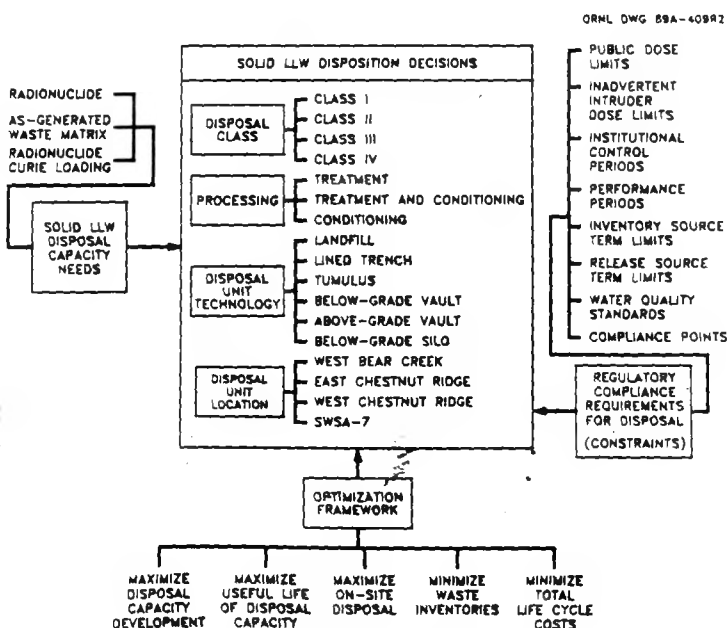 ORNL DWG 89A-409R2
SOLID LLW DISPOSITION DECISIONS
RADIONUCLIDE
AS-GENERATED
WASTE MATRIX
RADIONUCLIDE
CURIE LOADING
SOLID LLW
DISPOSAL
CAPACITY
NEEDS
DISPOSAL
CLASS
CLASS I
CLASS II
CLASS III
CLASS IV
PROCESSING
TREATMENT
TREATMENT AND CONDITIONING
CONDITIONING
DISPOSAL
UNIT
TECHNOLOGY
LANDFILL
LINED TRENCH
TUMULUS
BELOW-GRADE VAULT
ABOVE-GRADE VAULT
BELOW-GRADE SILO
DISPOSAL
UNIT
LOCATION
WEST BEAR CREEK
EAST CHESTNUT RIDGE
WEST CHESTNUT RIDGE
SWSA-7
PUBLIC DOSE
LIMITS
INADVERTENT
INTRUDER
DOSE LIMITS
INSTITUTIONAL
CONTROL
PERIODS
PERFORMANCE
PERIODS
INVENTORY SOURCE
TERM LIMITS
RELEASE SOURCE
TERM LIMITS
WATER QUALITY
STANDARDS
COMPLIANCE POINTS
REGULATORY
COMPLIANCE
REQUIREMENTS
FOR DISPOSAL
(CONSTRAINTS)
OPTIMIZATION
FRAMEWORK
MAXIMIZE
DISPOSAL
CAPACITY
DEVELOPMENT
MAXIMIZE
USEFUL LIFE
OF DISPOSAL
CAPACITY
MAXIMIZE
ON-SITE
DISPOSAL
MINIMIZE
WASTE
INVENTORIES
MINIMIZE
TOTAL
LIFE CYCLE
COSTS